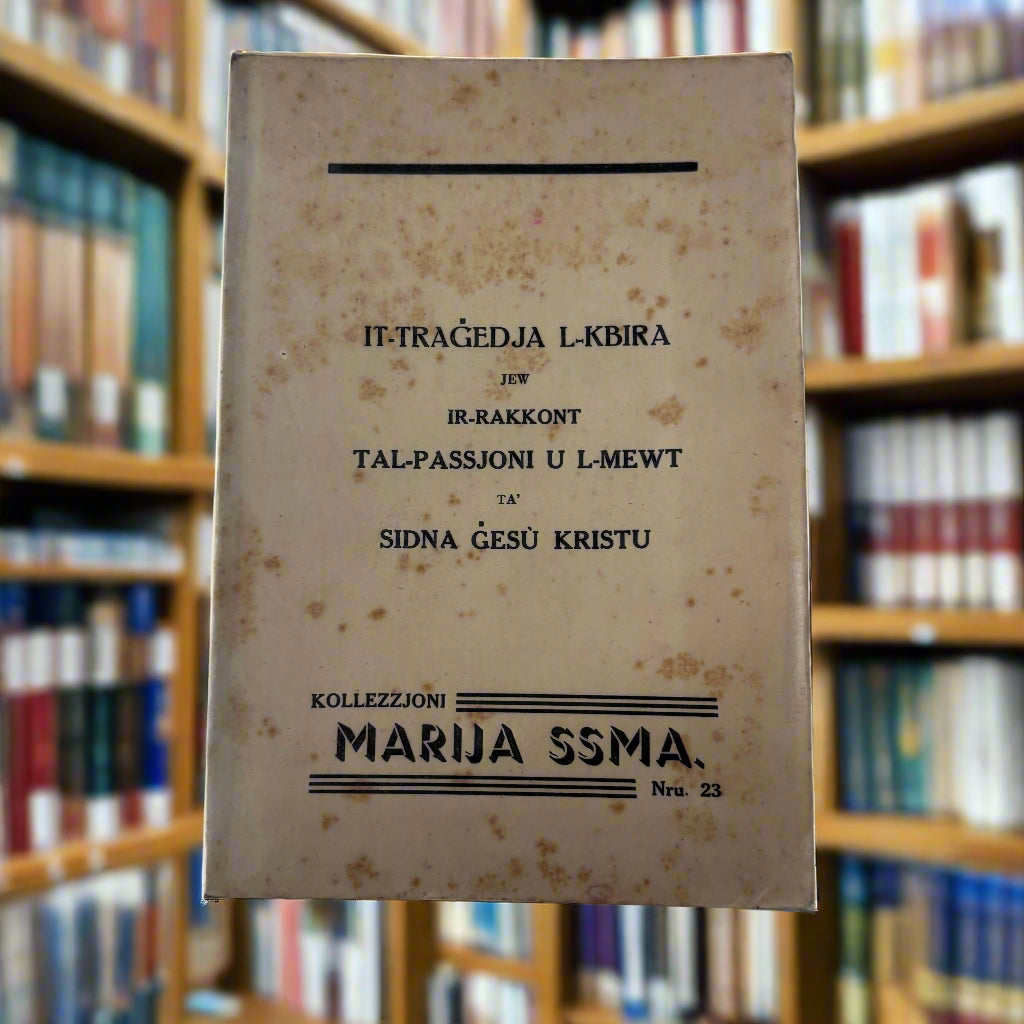 IT-TRAĠEDJA L-KBIRA
JEW
IR-RAKKONT
TAL-PASSJONI U L-MEWT
TA'
SIDNA ĠESÙ KRISTU
KOLLEZZJONI
MARIJA SSMA.
Nru. 23